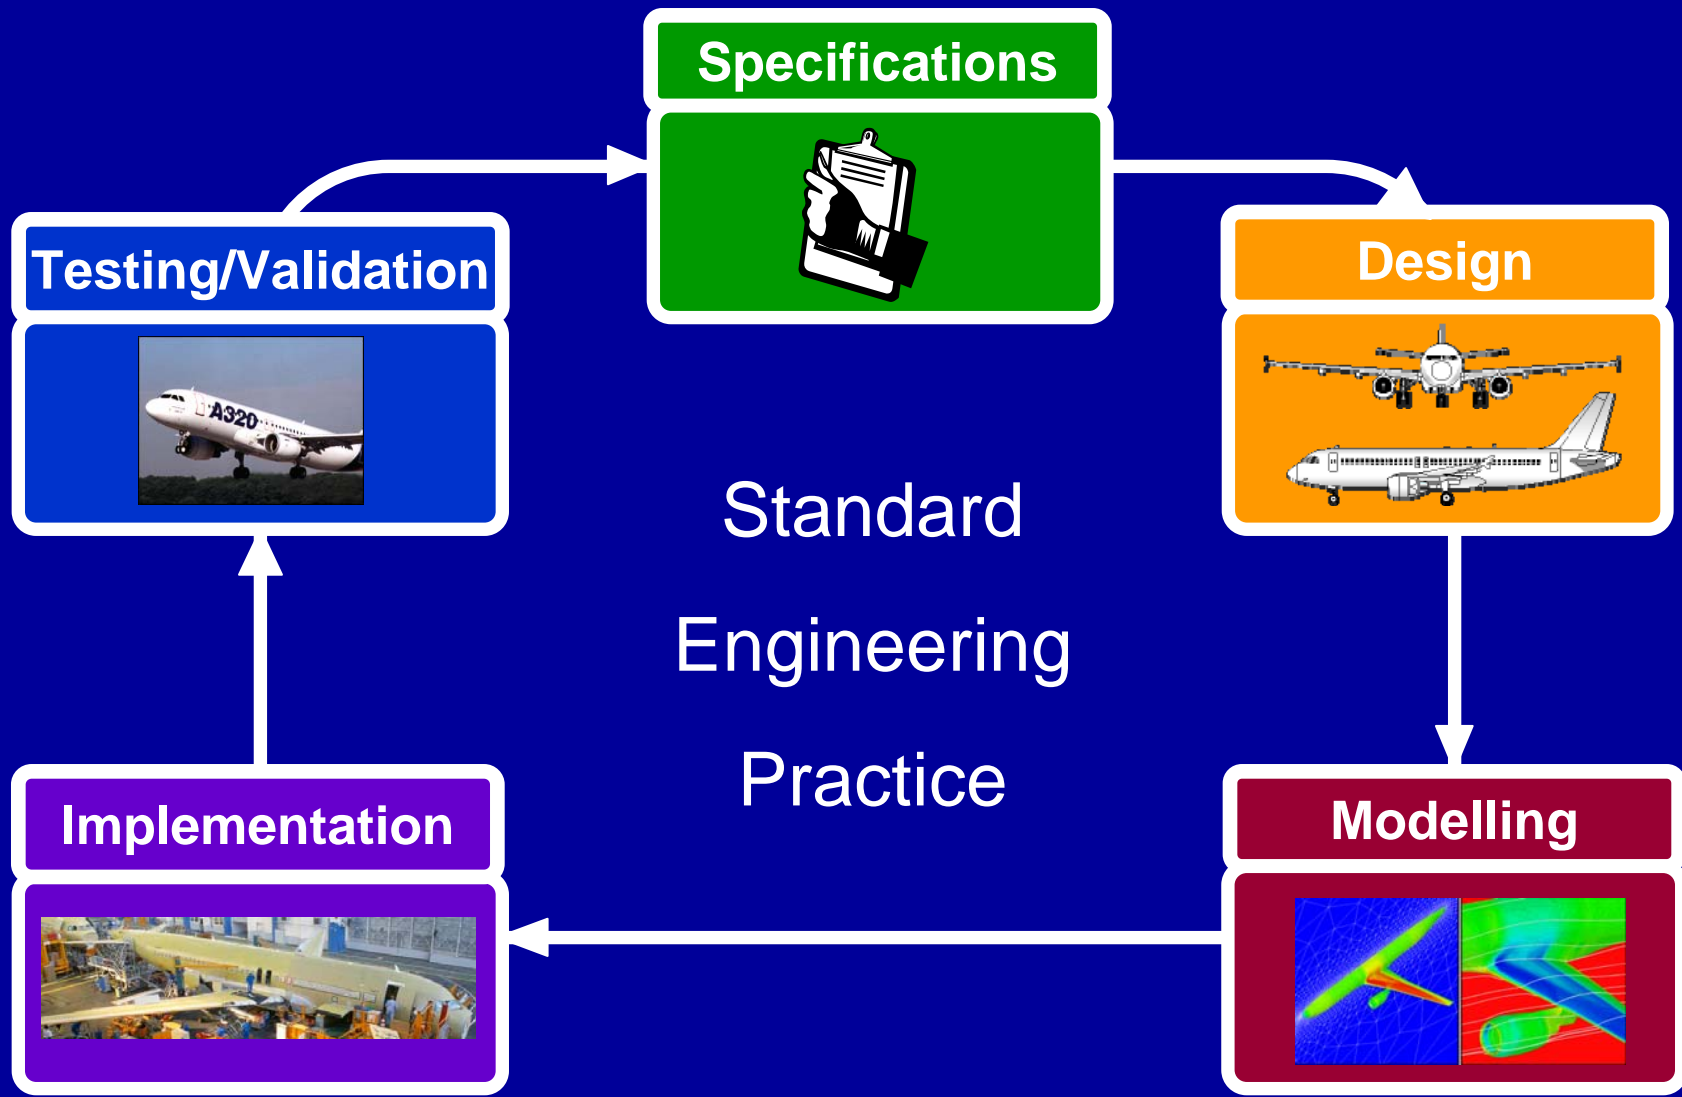 Specifications
Testing/Validation
Design
A320
Standard
Engineering
Practice
Implementation
Modelling